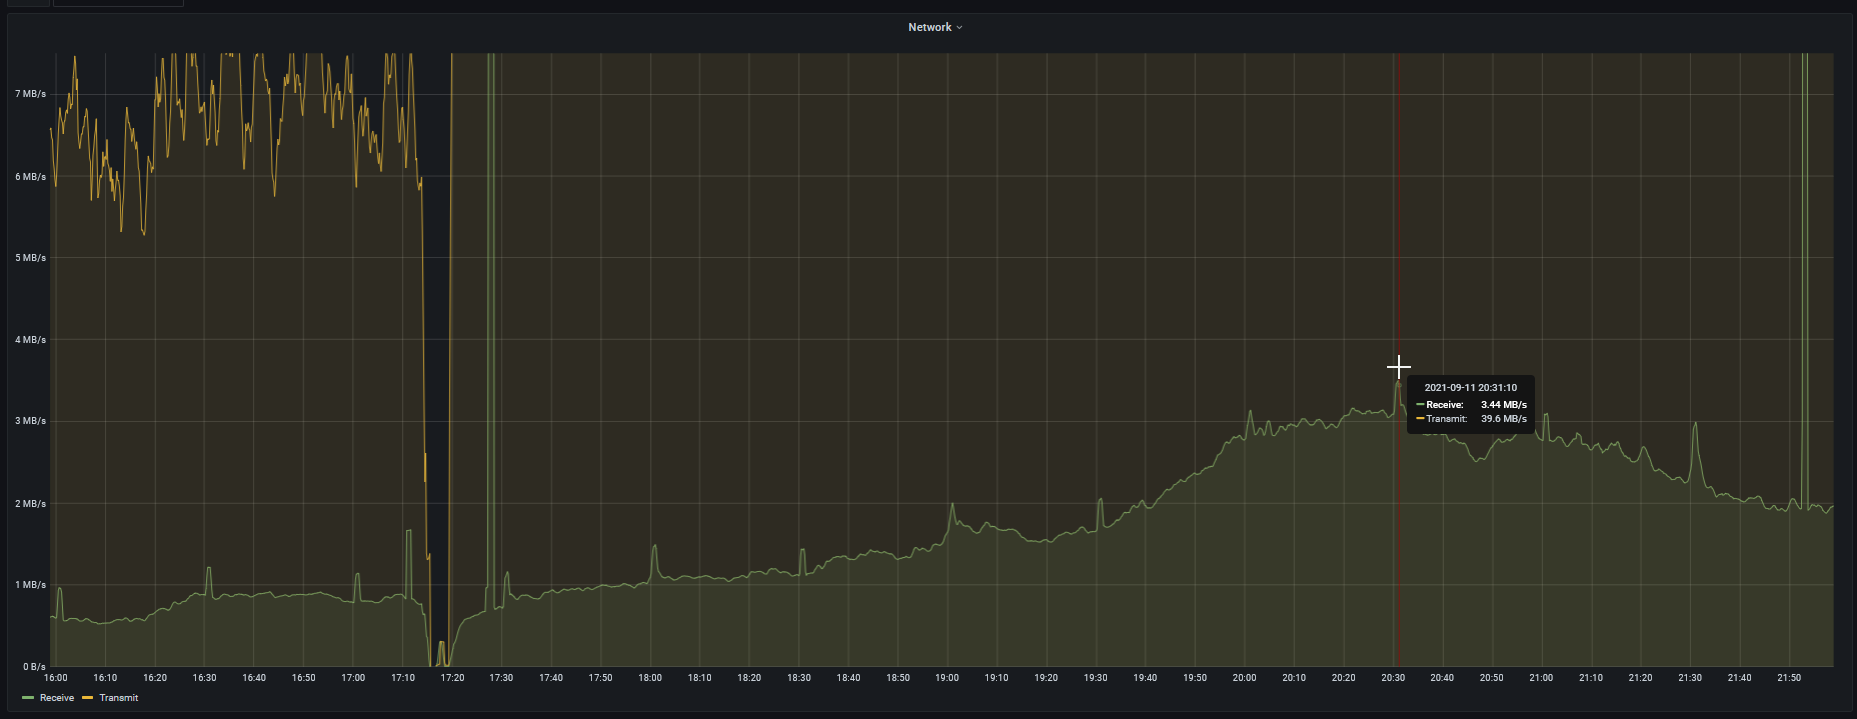 Network
7 MB/s
6 MB/s
5 MB/s
4 MB/s
3 MB/s
2 MB/s
1 MB/s
0 B/s
2021-09-11 20:31:10
Receive: 3.44 MB/s
Transmit: 39.6 MB/s
16:00 16:10 16:20 16:30 16:40 16:50 17:00 17:10 17:20 17:30 17:40 17:50 18:00 18:10 18:20 18:30 18:40 18:50 19:00 19:10 19:20 19:30 19:40 19:50 20:00 20:10 20:20 20:30 20:40 20:50 21:00 21:10 21:20 21:30 21:40 21:50
Receive Transmit